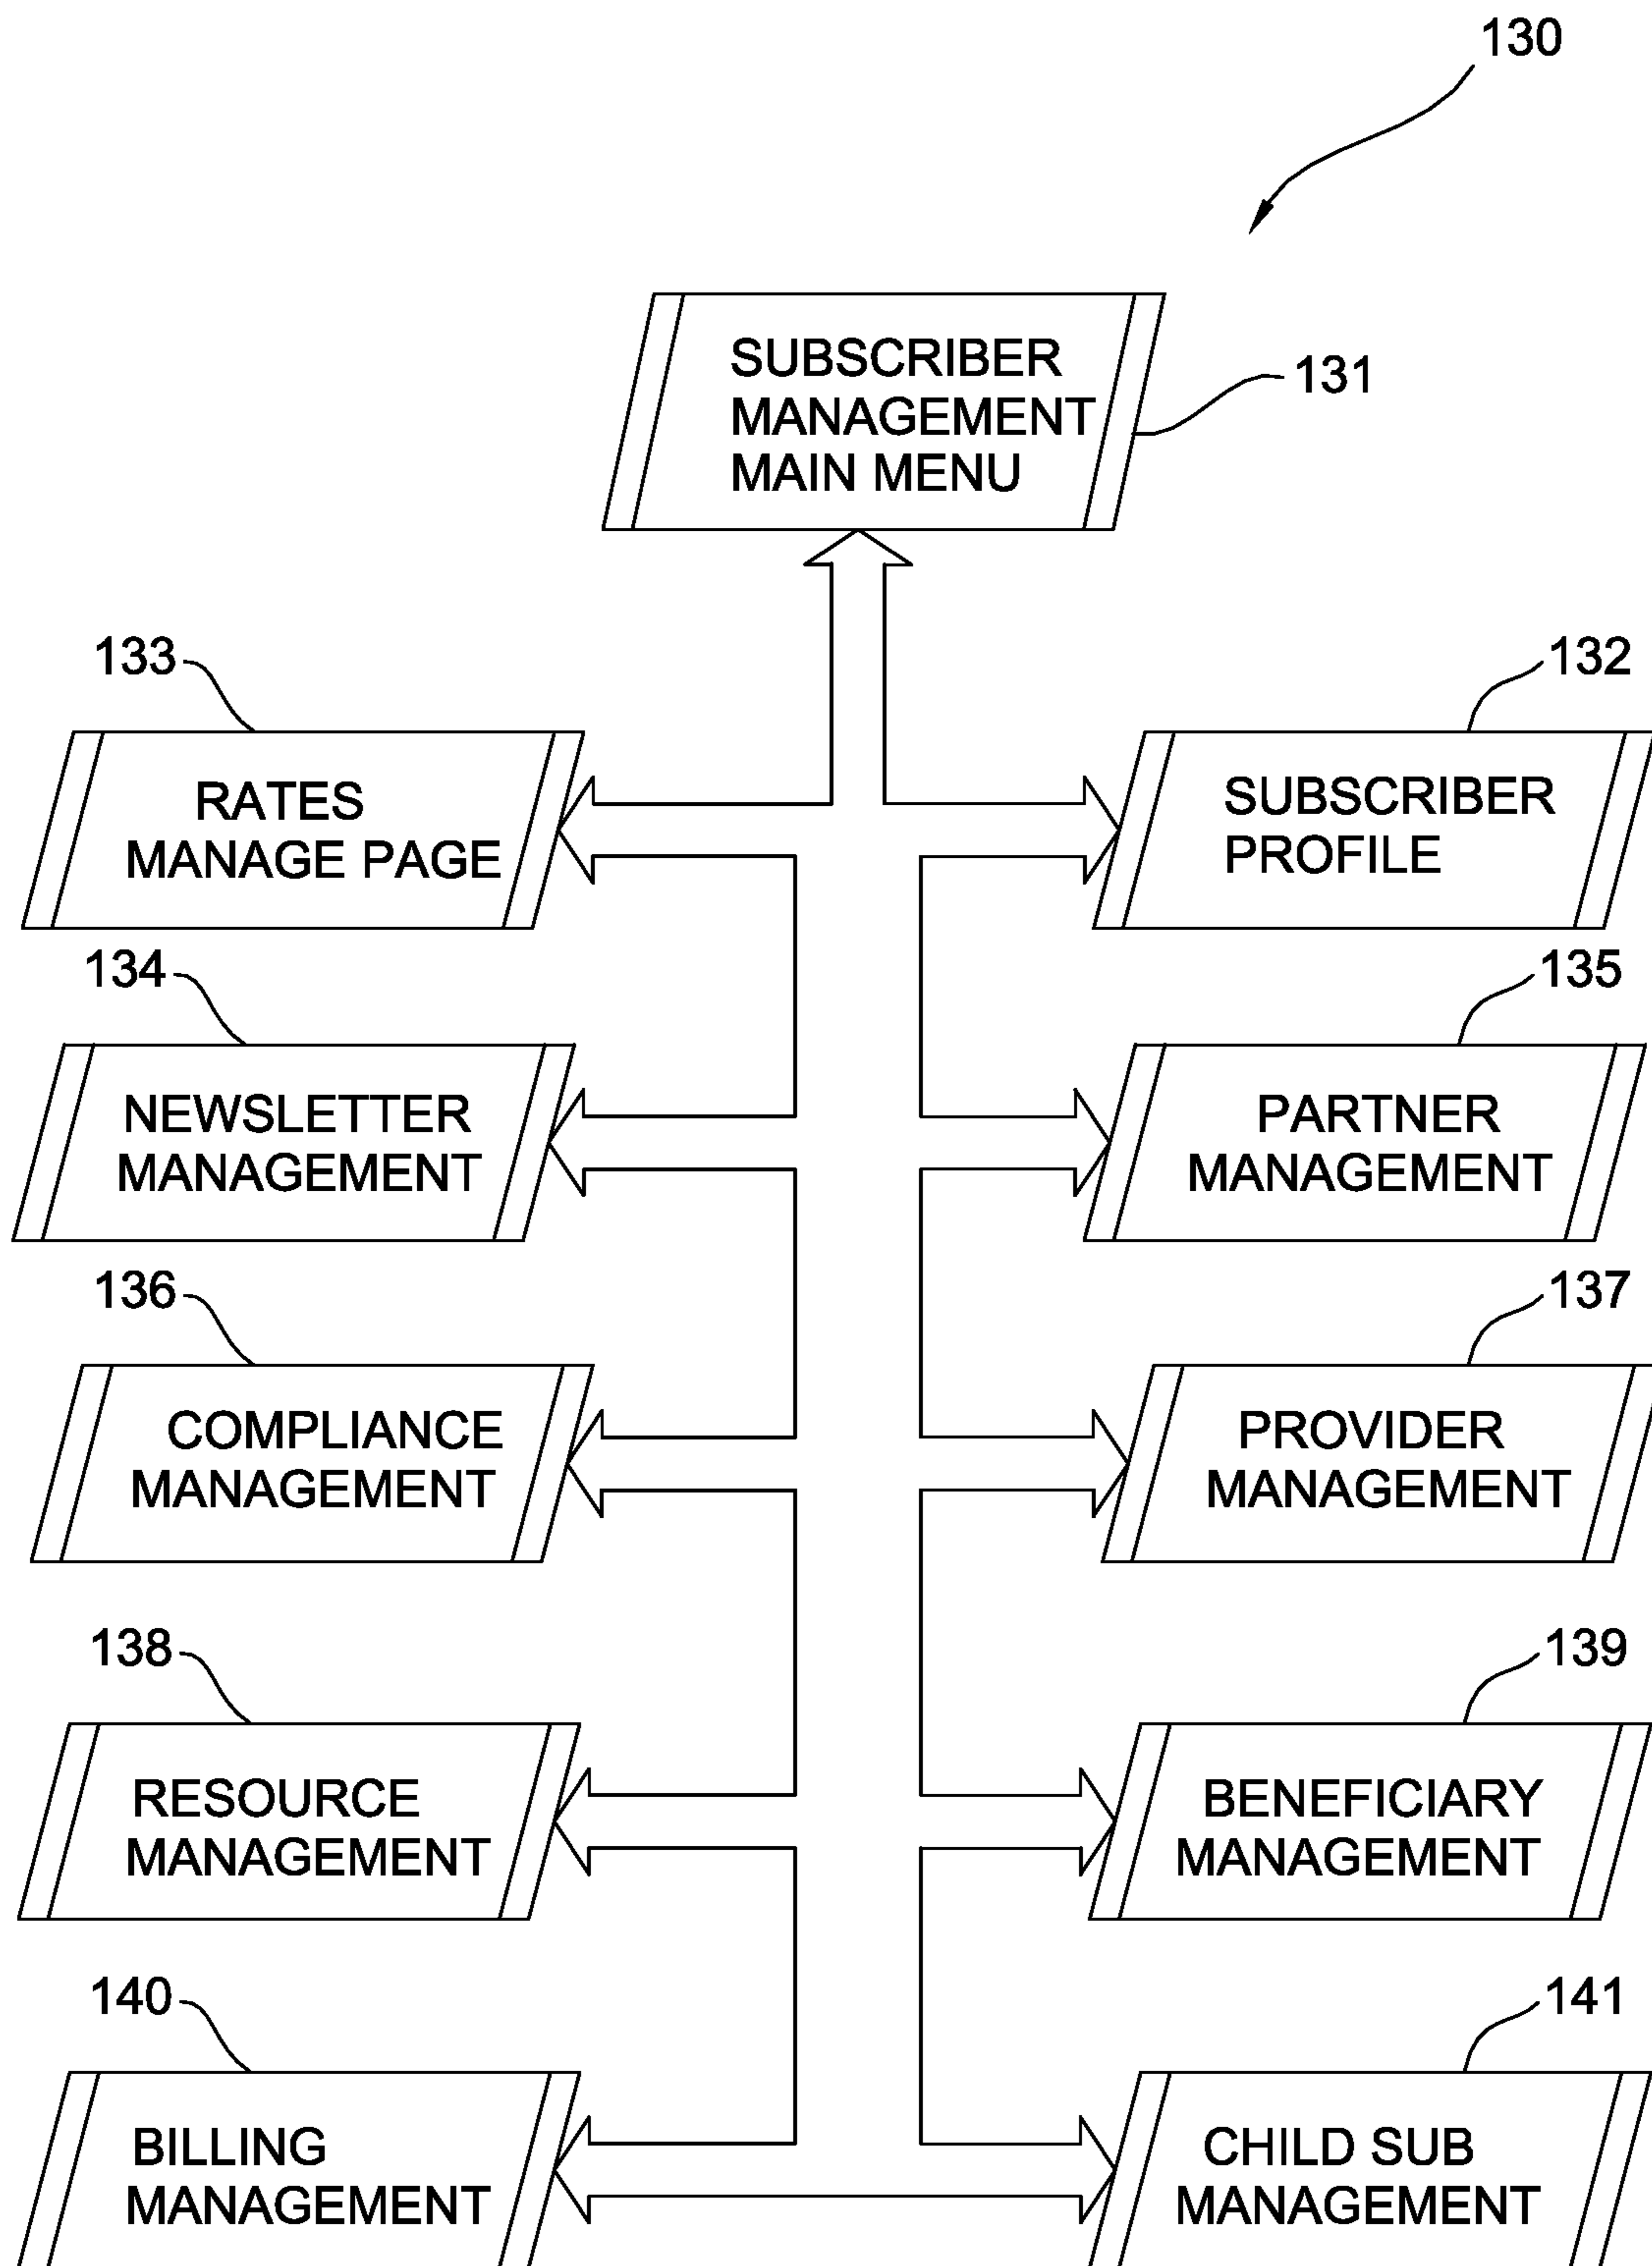 130
SUBSCRIBER
MANAGEMENT
MAIN MENU
131
133
132
RATES
MANAGE PAGE
SUBSCRIBER
PROFILE
134
135
NEWSLETTER
MANAGEMENT
PARTNER
MANAGEMENT
136
137
COMPLIANCE
MANAGEMENT
PROVIDER
MANAGEMENT
138
139
RESOURCE
MANAGEMENT
BENEFICIARY
MANAGEMENT
140
141
BILLING
MANAGEMENT
CHILD SUB
MANAGEMENT